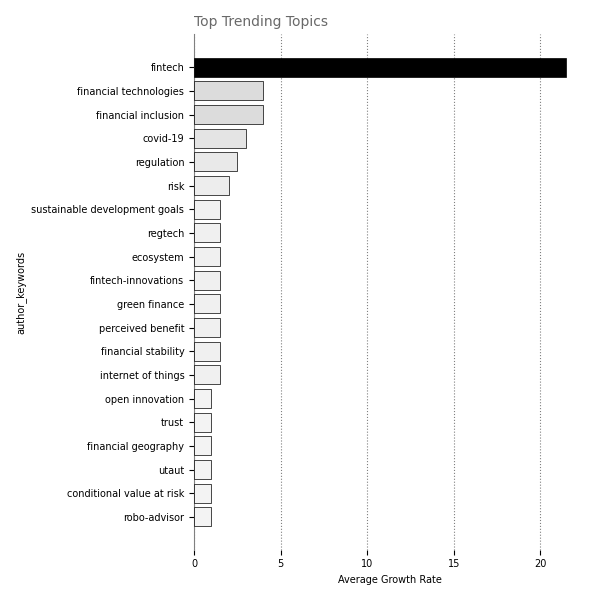 Top Trending Topics
fintech
financial technologies
financial inclusion
covid-19
regulation
risk
sustainable development goals
regtech
ecosystem
fintech-innovations
green finance
perceived benefit
financial stability
internet of things
open innovation
trust
financial geography
utaut
conditional value at risk
robo-advisor
author_keywords
0 5 10 15 20
Average Growth Rate